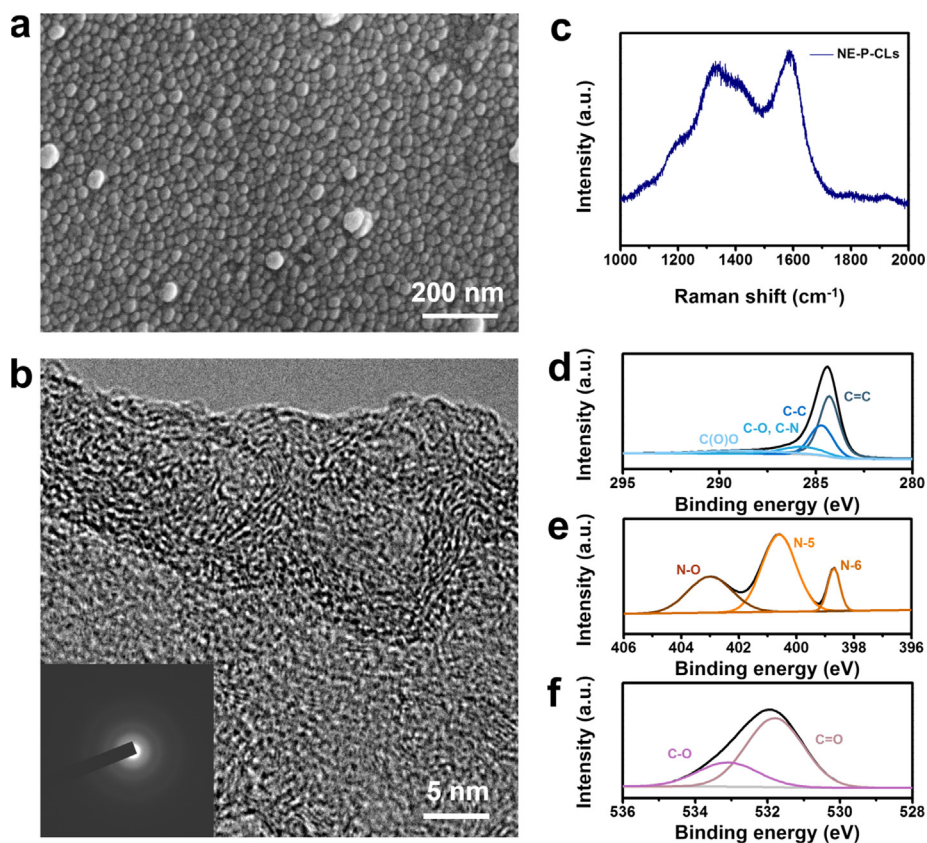 a
200 nm
b
5 nm
c
NE-P-CLs
Intensity (a.u.)
1000 1200 1400 1600 1800 2000
Raman shift (cm⁻¹)
d
C=C
C-C
C-O, C-N
C(O)O
Intensity (a.u.)
295 290 285 280
Binding energy (eV)
e
N-O
N-5
N-6
Intensity (a.u.)
406 404 402 400 398 396
Binding energy (eV)
f
C-O
C=O
Intensity (a.u.)
536 534 532 530 528
Binding energy (eV)